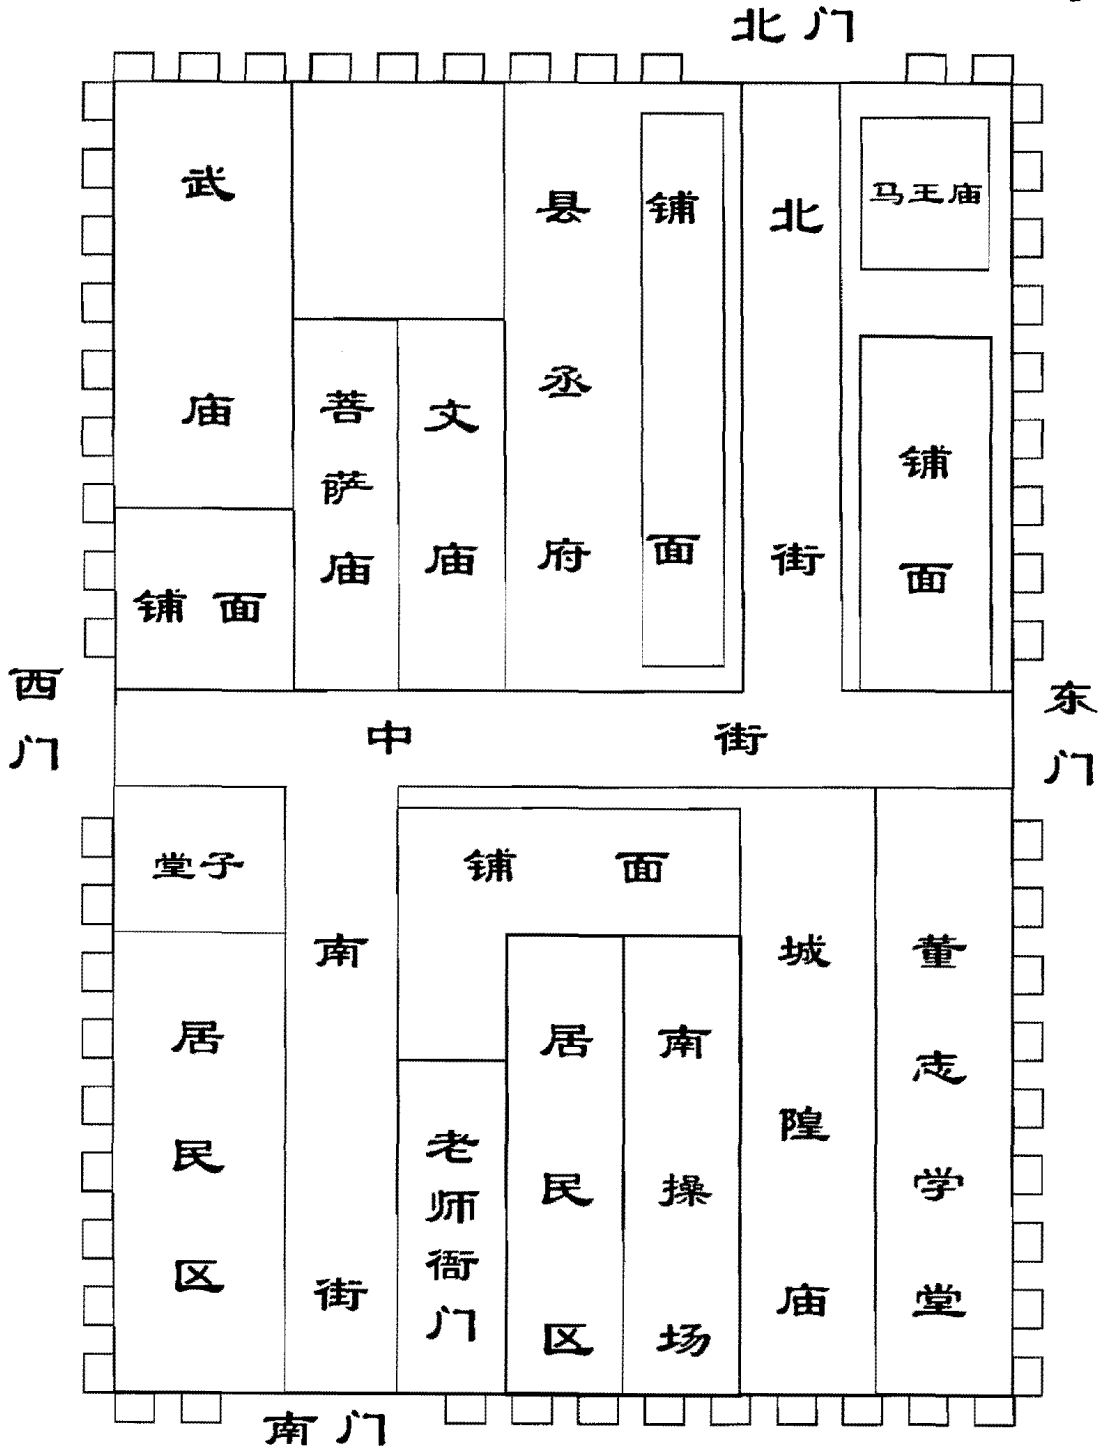 北门
武庙
县丞府
铺面
北街
马王庙
菩萨庙
文庙
铺面
铺面
西门
东门
中街
堂子
铺面
南街
城隍庙
董志学堂
居民区
居民区
南操场
老师衙门
南门